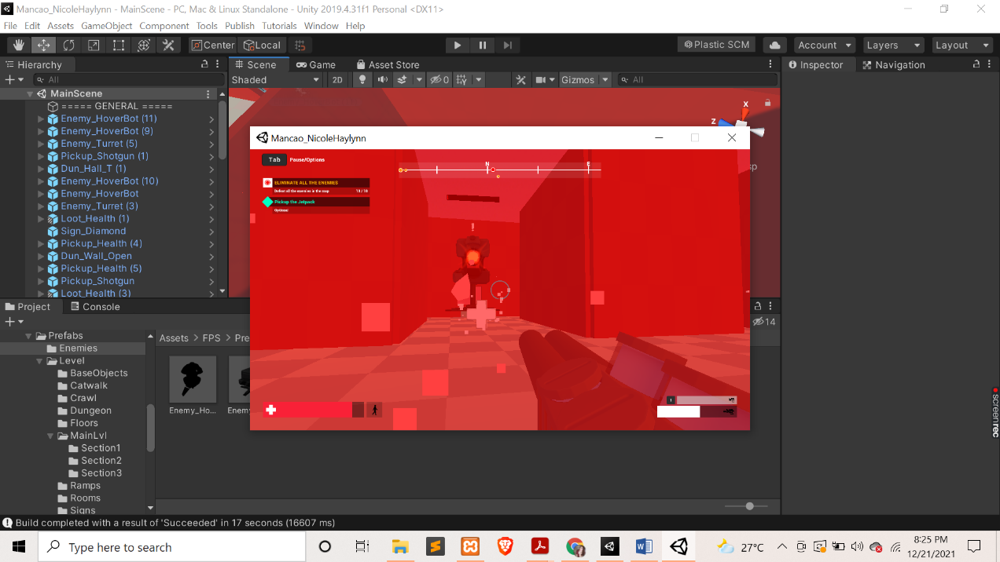 Mancao_NicoleHaylynn - MainScene - PC, Mac & Linux Standalone - Unity 2019.4.31f1 Personal <DX11>
File Edit Assets GameObject Component Tools Publish Tutorials Window Help
Center Local Plastic SCM Account Layers Layout
Hierarchy Scene Game Asset Store Inspector Navigation
All Shaded 2D 0 Gizmos All
MainScene
===== GENERAL =====
Enemy_HoverBot (11)
Enemy_HoverBot (9)
Enemy_Turret (5)
Pickup_Shotgun (1)
Dun_Hall_T (1)
Enemy_HoverBot (10)
Enemy_HoverBot
Enemy_Turret (3)
Loot_Health (1)
Sign_Diamond
Pickup_Health (4)
Dun_Wall_Open
Pickup_Health (5)
Pickup_Shotgun
Loot_Health (3)
X
Z
sp
Mancao_NicoleHaylynn
Tab Pause/Options
N E
ELIMINATE ALL THE ENEMIES
Defeat all the enemies in the map
Pickup the Jetpack
Optional
!
1
Project Console
14
Prefabs
Enemies
Level
BaseObjects
Catwalk
Crawl
Dungeon
Floors
MainLvl
Section1
Section2
Section3
Ramps
Rooms
Signs
Assets > FPS > Pre
Enemy_Ho...
Enem
screenrec
Build completed with a result of 'Succeeded' in 17 seconds (16607 ms)
Type here to search
27°C
8:25 PM
12/21/2021